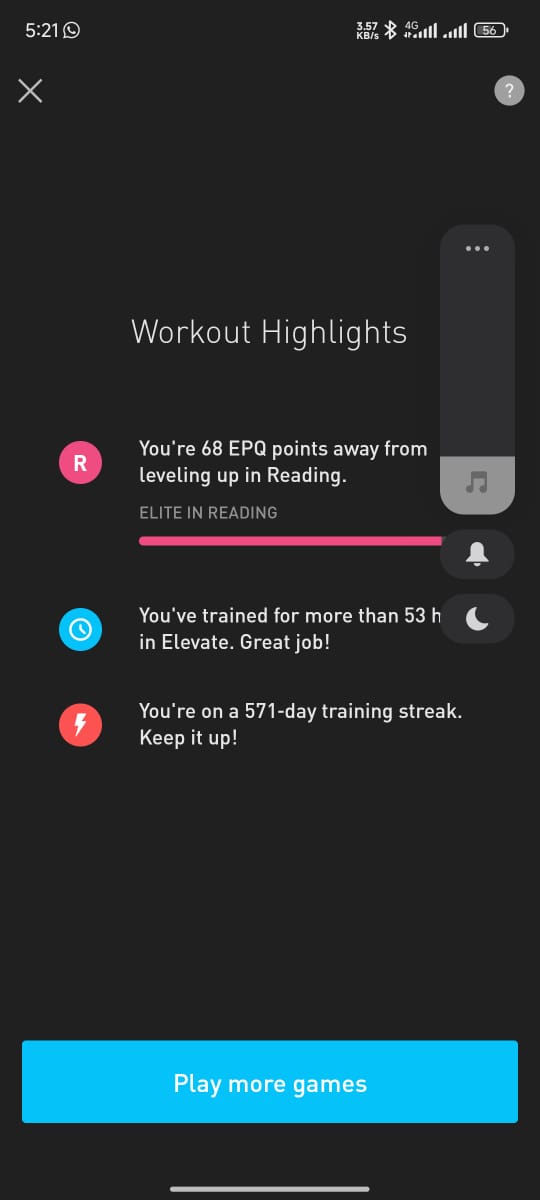 5:21
3.57
KB/s
4G
56
?
Workout Highlights
R
You're 68 EPQ points away from
leveling up in Reading.
ELITE IN READING
You've trained for more than 53 h
in Elevate. Great job!
You're on a 571-day training streak.
Keep it up!
Play more games